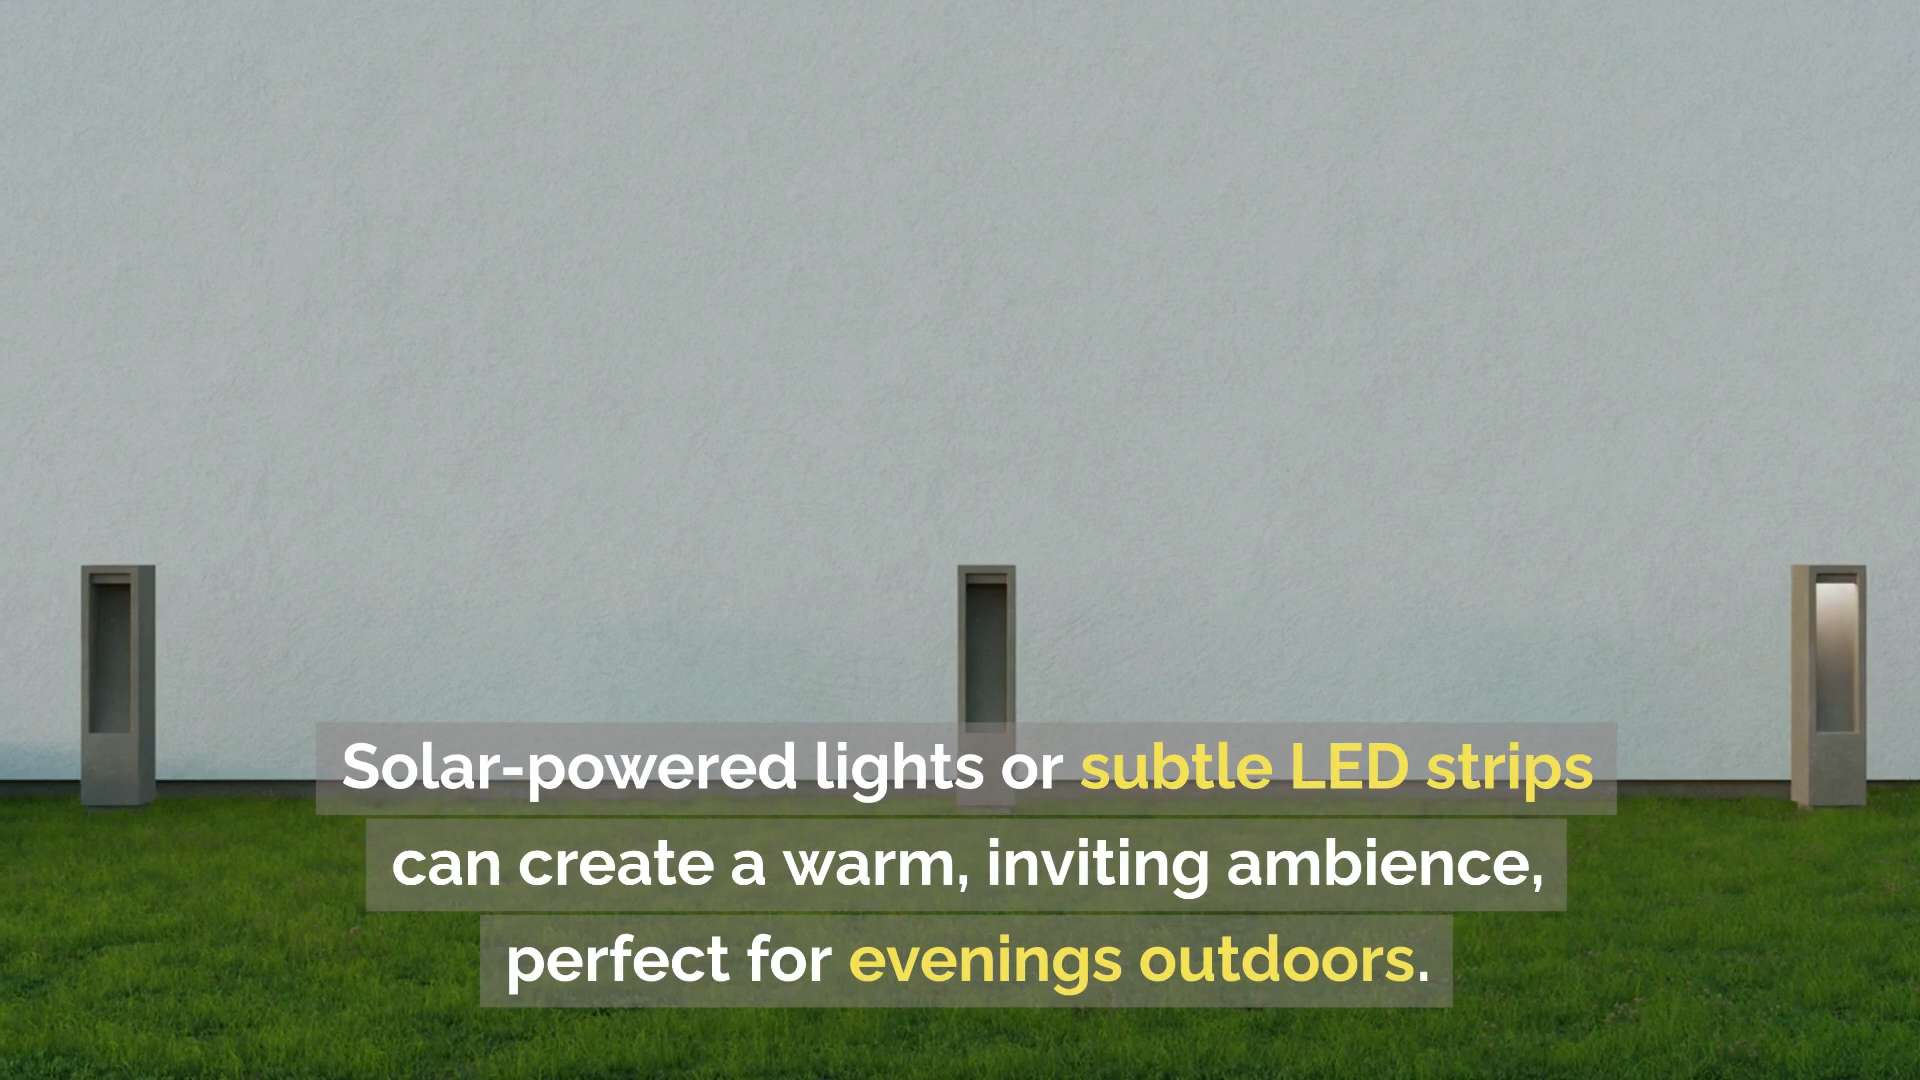 Solar-powered lights or subtle LED strips
can create a warm, inviting ambience,
perfect for evenings outdoors.